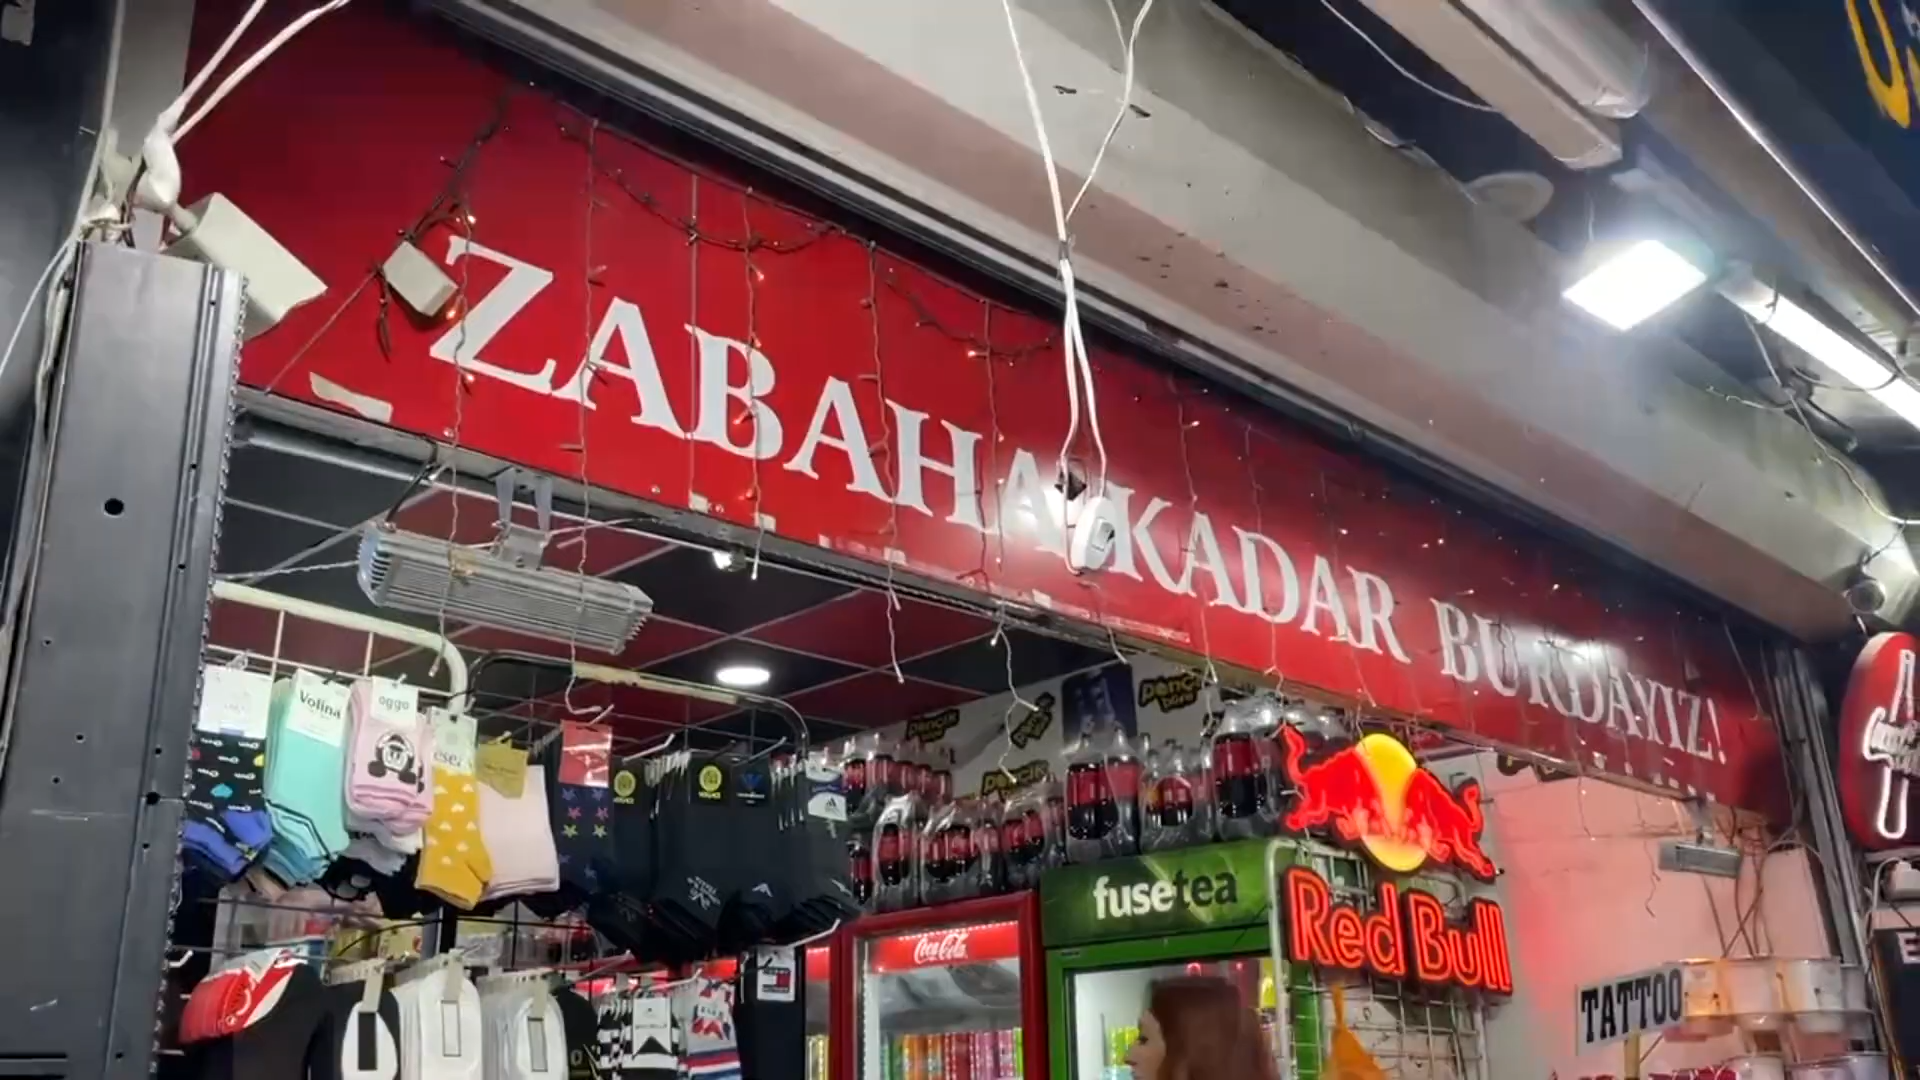 ZABAHA KADAR BURDAYIZ!
Volina
oggo
fusetea
Coca-Cola
Red Bull
TATTOO